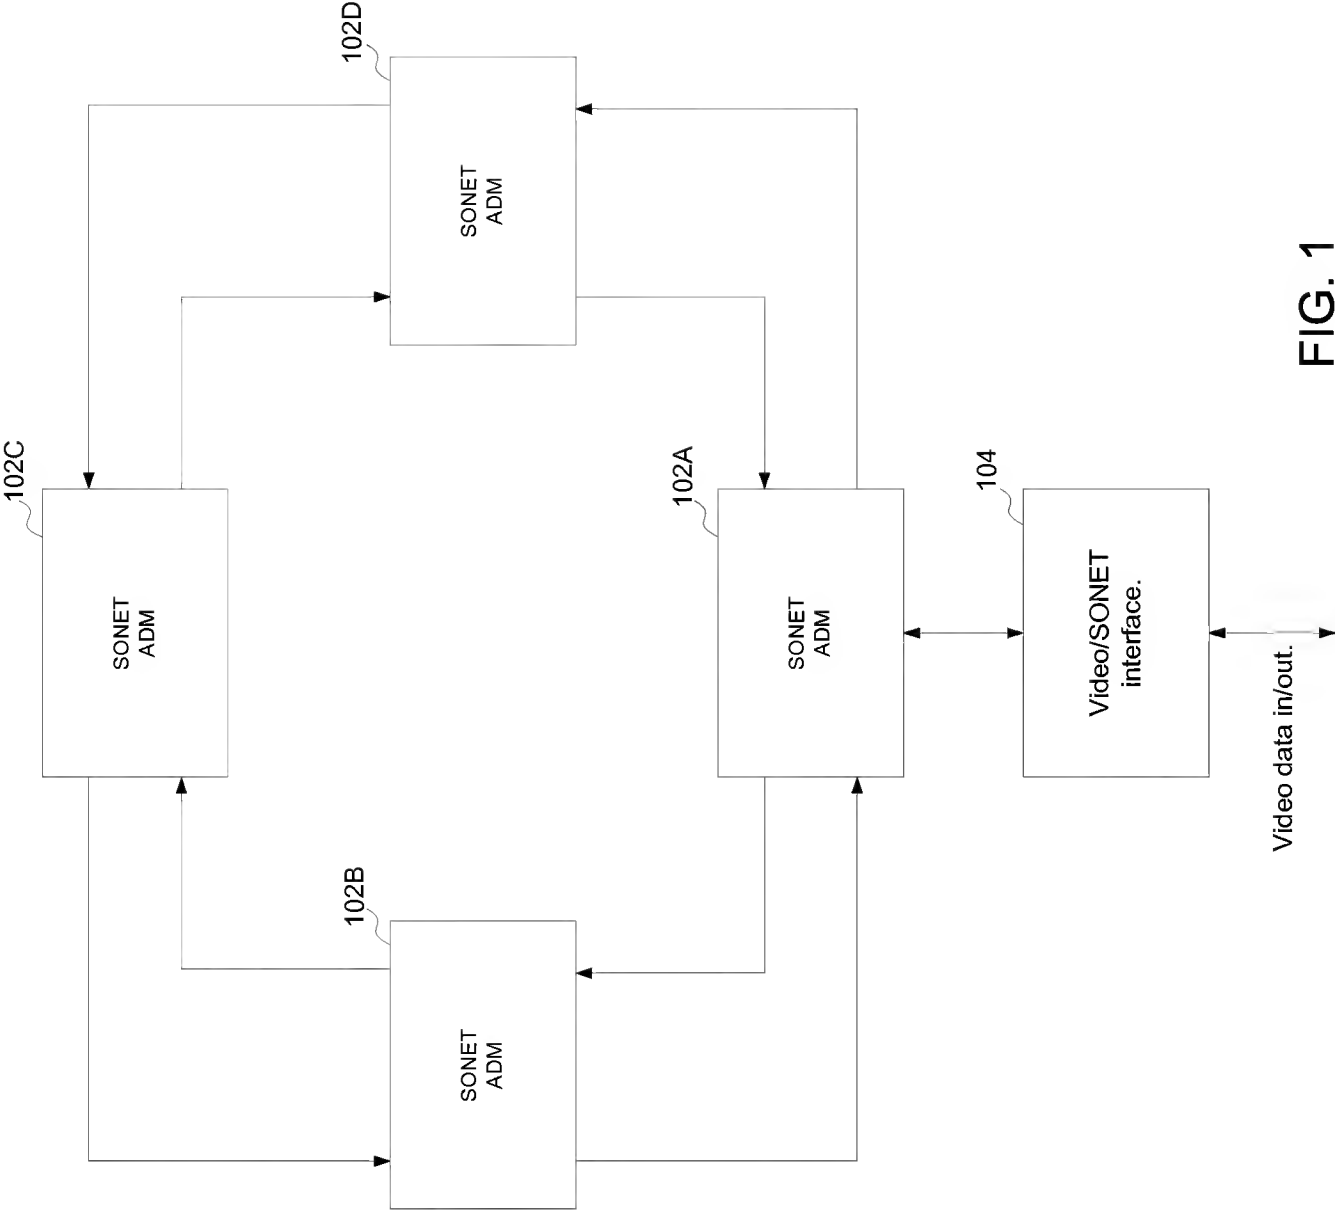 102D
SONET
ADM
102C
SONET
ADM
102A
SONET
ADM
104
Video/SONET
interface.
Video data in/out.
102B
SONET
ADM
FIG. 1